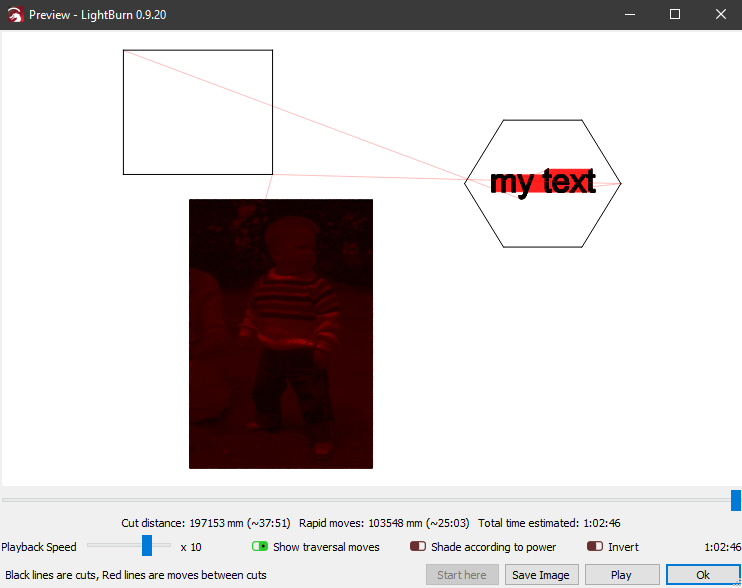 Preview - LightBurn 0.9.20
my text
Cut distance: 197153 mm (~37:51) Rapid moves: 103548 mm (~25:03) Total time estimated: 1:02:46
Playback Speed x 10 Show traversal moves Shade according to power Invert 1:02:46
Black lines are cuts, Red lines are moves between cuts Start here Save Image Play Ok